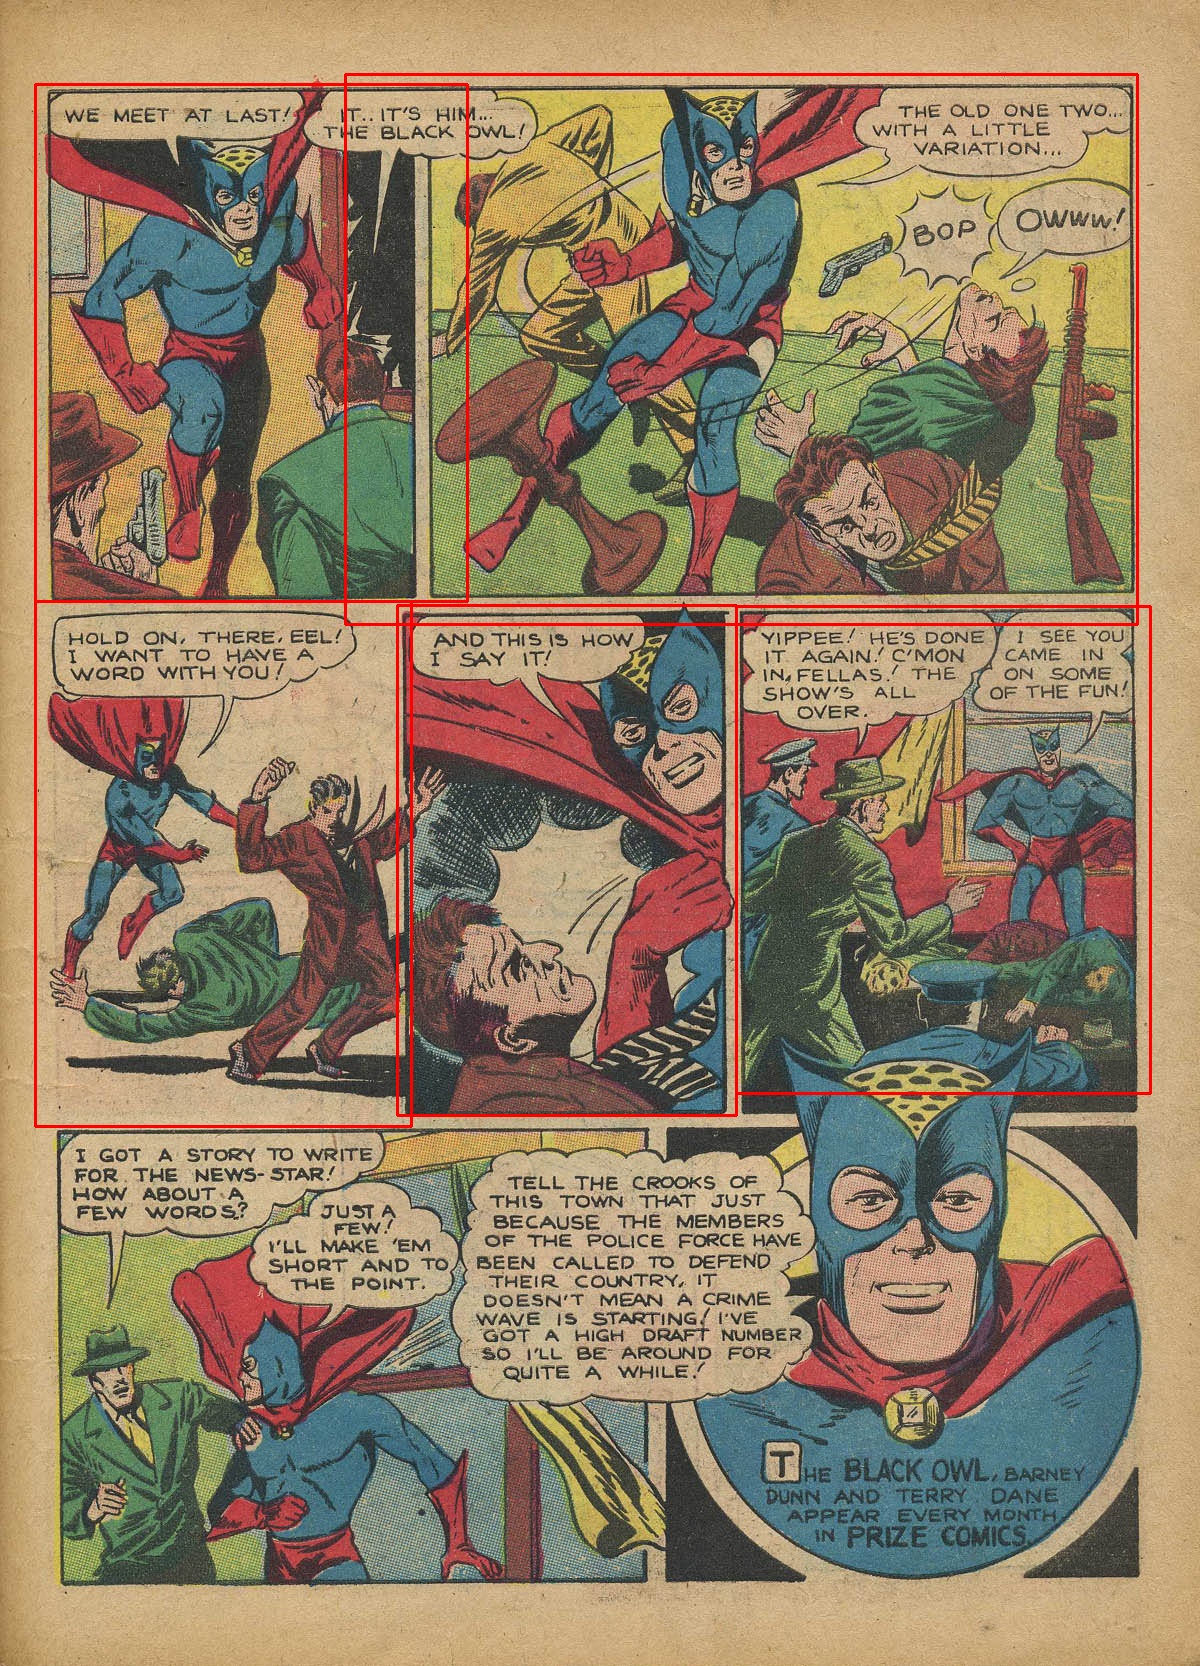 WE MEET AT LAST!
IT.. IT'S HIM...
THE BLACK OWL!
THE OLD ONE TWO...
WITH A LITTLE
VARIATION...
BOP
OWWW!
HOLD ON, THERE, EEL!
I WANT TO HAVE A
WORD WITH YOU!
AND THIS IS HOW
I SAY IT!
YIPPEE! HE'S DONE
IT AGAIN! C'MON
IN, FELLAS! THE
SHOW'S ALL
OVER.
I SEE YOU
CAME IN
ON SOME
OF THE FUN!
I GOT A STORY TO WRITE
FOR THE NEWS-STAR!
HOW ABOUT A
FEW WORDS?
JUST A
FEW!
I'LL MAKE 'EM
SHORT AND TO
THE POINT.
TELL THE CROOKS OF
THIS TOWN THAT JUST
BECAUSE THE MEMBERS
OF THE POLICE FORCE HAVE
BEEN CALLED TO DEFEND
THEIR COUNTRY, IT
DOESN'T MEAN A CRIME
WAVE IS STARTING! I'VE
GOT A HIGH DRAFT NUMBER
SO I'LL BE AROUND FOR
QUITE A WHILE!
THE BLACK OWL, BARNEY
DUNN AND TERRY DANE
APPEAR EVERY MONTH
IN PRIZE COMICS.